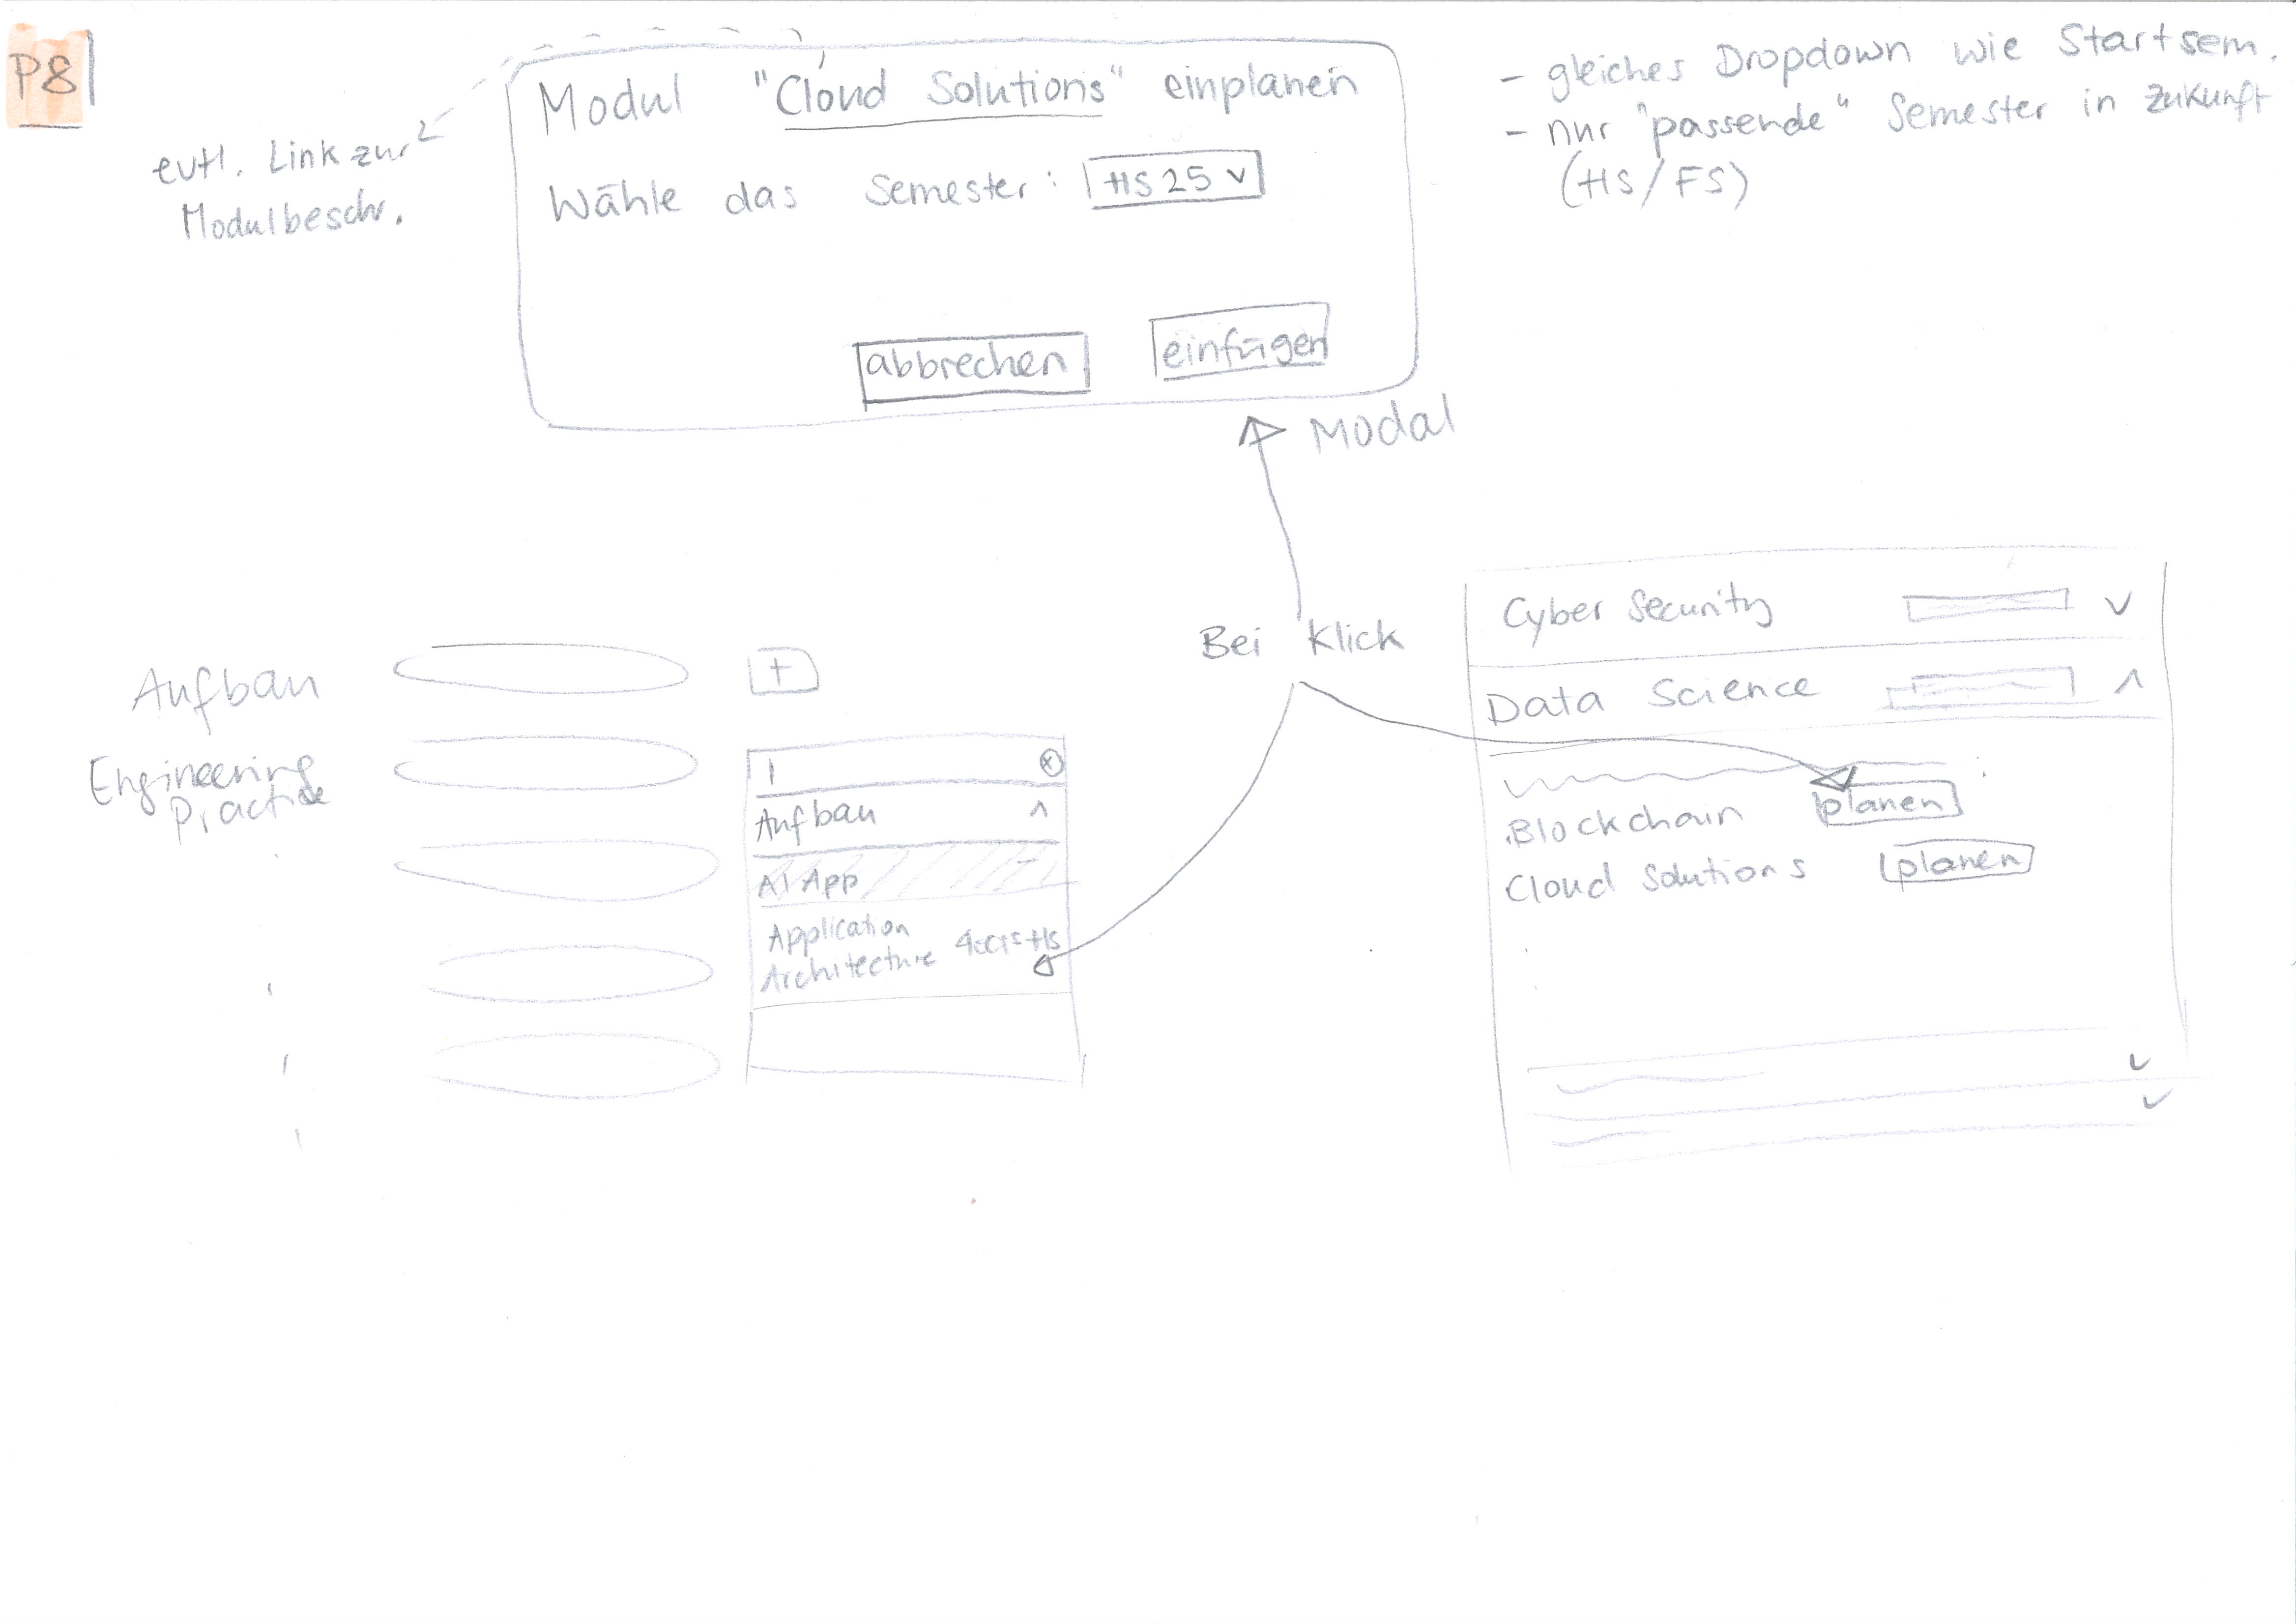 P8
Modul "Cloud Solutions" einplanen
Wähle das Semester: HS 25 v
abbrechen
einfügen
evtl. Link zur
Modulbeschr.
- gleiches Dropdown wie Startsem.
- nur "passende" Semester in Zukunft
(HS/FS)
Modal
Bei Klick
Aufbau
+
Engineering
Practice
Aufbau
AI App
Application
Architecture 4 ECTS HS
Cyber Security
Data Science
Blockchain planen
Cloud Solutions planen